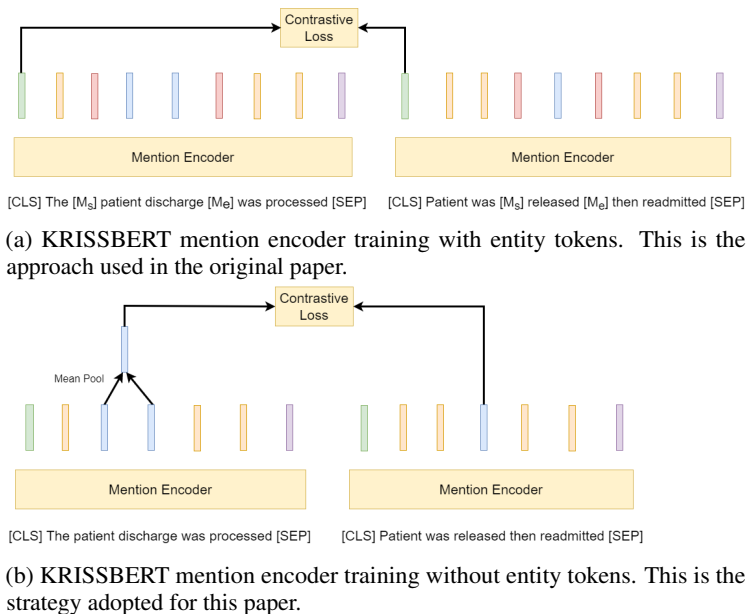 Contrastive
Loss
Mention Encoder
Mention Encoder
[CLS] The [Ms] patient discharge [Me] was processed [SEP]
[CLS] Patient was [Ms] released [Me] then readmitted [SEP]
(a) KRISSBERT mention encoder training with entity tokens. This is the
approach used in the original paper.
Contrastive
Loss
Mean Pool
Mention Encoder
Mention Encoder
[CLS] The patient discharge was processed [SEP]
[CLS] Patient was released then readmitted [SEP]
(b) KRISSBERT mention encoder training without entity tokens. This is the
strategy adopted for this paper.